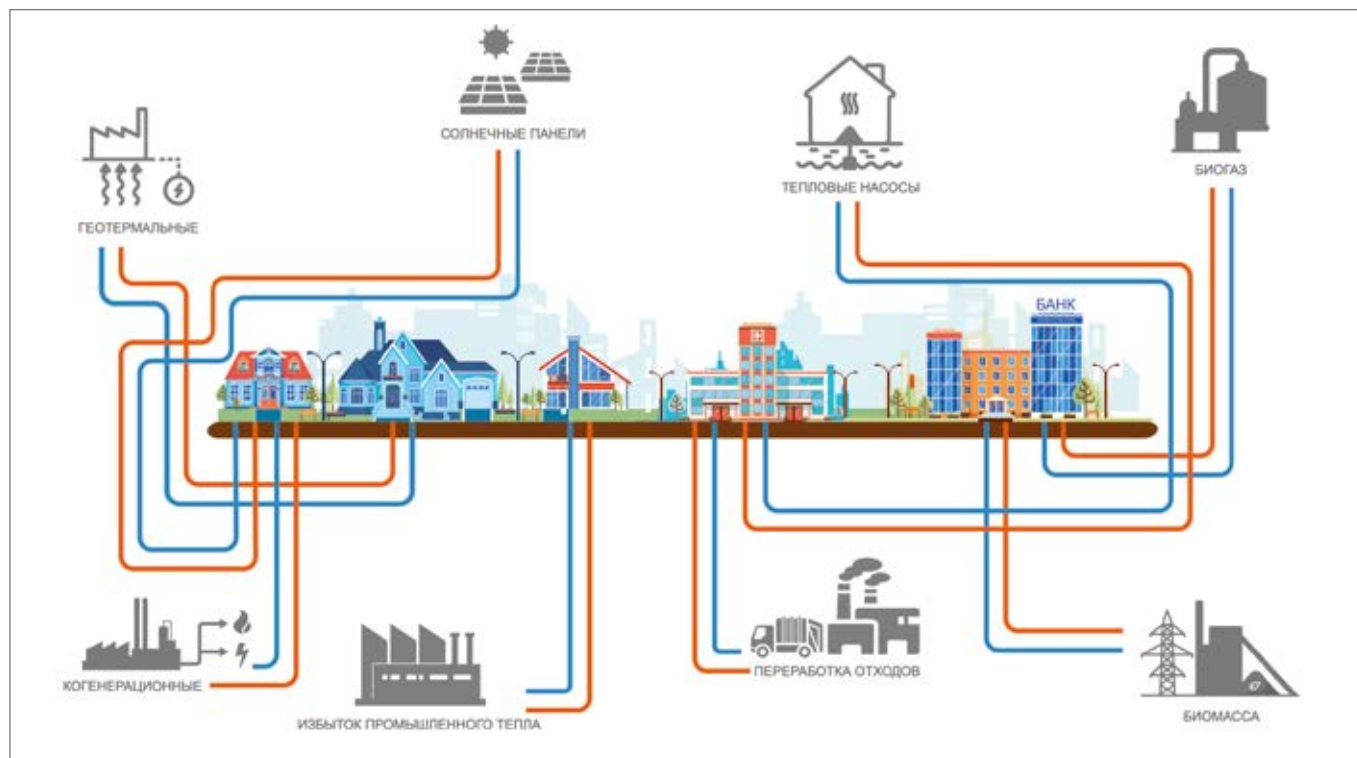 СОЛНЕЧНЫЕ ПАНЕЛИ
ТЕПЛОВЫЕ НАСОСЫ
БИОГАЗ
ГЕОТЕРМАЛЬНЫЕ
БАНК
КОГЕНЕРАЦИОННЫЕ
ИЗБЫТОК ПРОМЫШЛЕННОГО ТЕПЛА
ПЕРЕРАБОТКА ОТХОДОВ
БИОМАССА